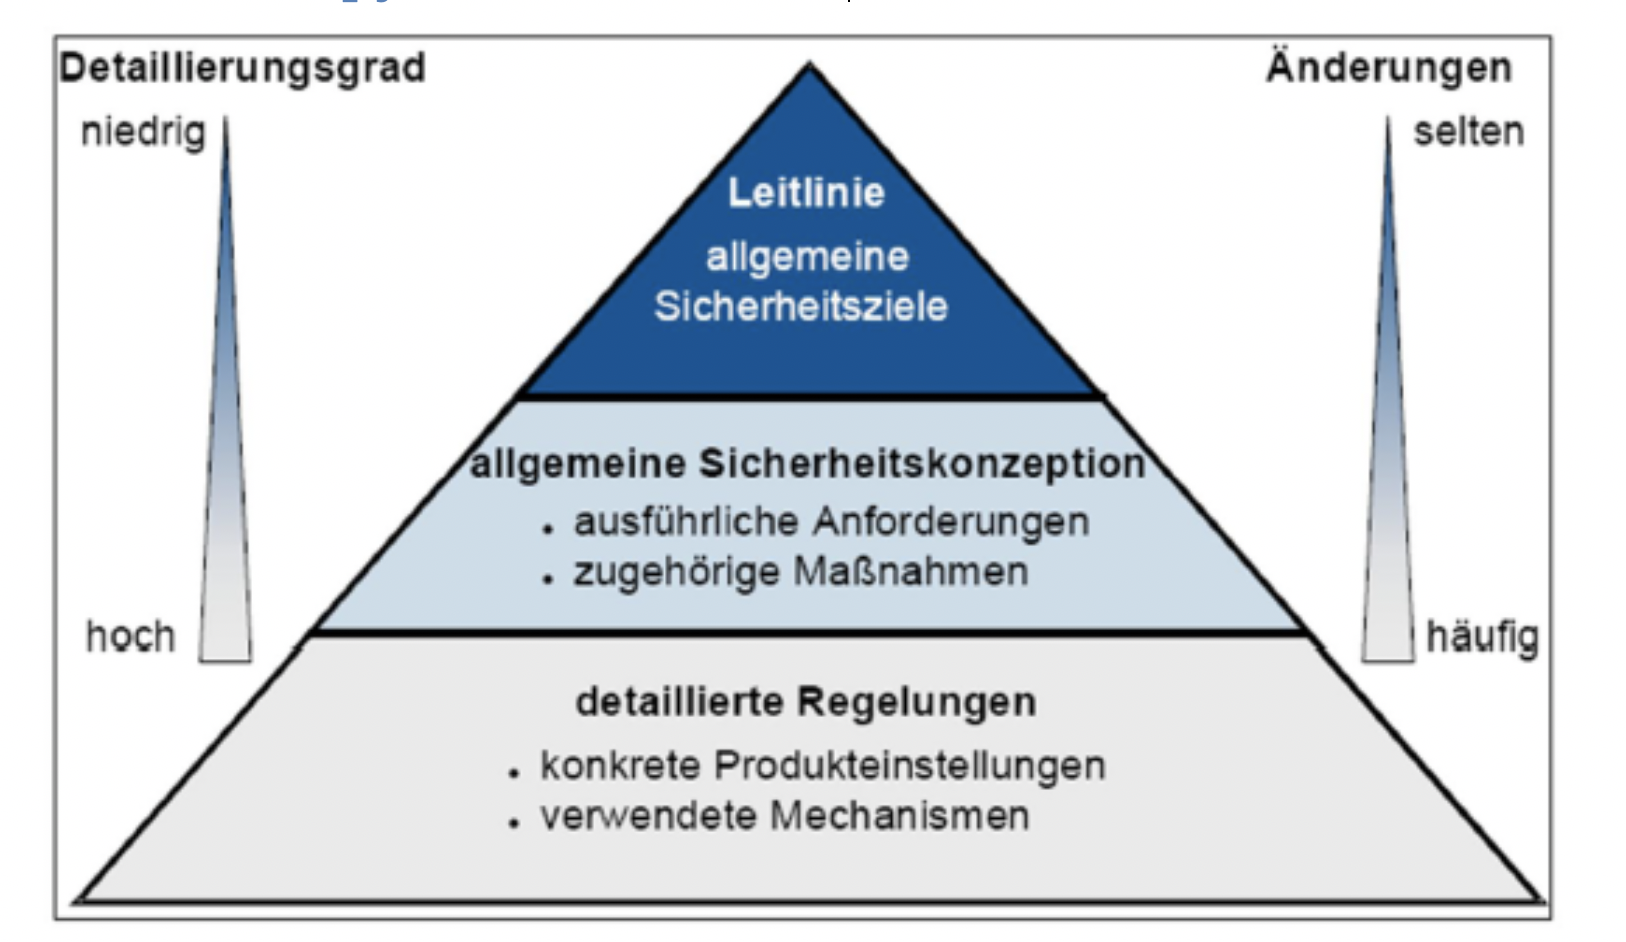 Detaillierungsgrad
niedrig
hoch
Änderungen
selten
häufig
Leitlinie
allgemeine
Sicherheitsziele
allgemeine Sicherheitskonzeption
• ausführliche Anforderungen
• zugehörige Maßnahmen
detaillierte Regelungen
• konkrete Produkteinstellungen
• verwendete Mechanismen